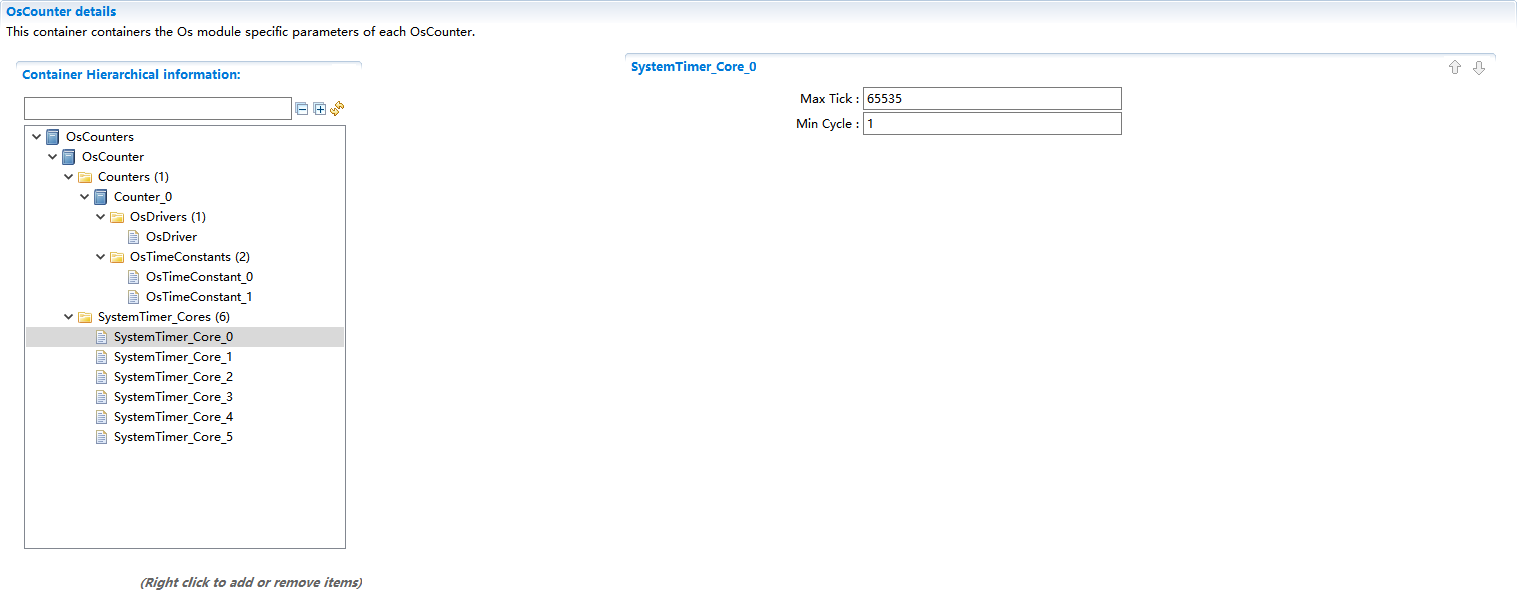 OsCounter details
This container containers the Os module specific parameters of each OsCounter.
Container Hierarchical information:
OsCounters
OsCounter
Counters (1)
Counter_0
OsDrivers (1)
OsDriver
OsTimeConstants (2)
OsTimeConstant_0
OsTimeConstant_1
SystemTimer_Cores (6)
SystemTimer_Core_0
SystemTimer_Core_1
SystemTimer_Core_2
SystemTimer_Core_3
SystemTimer_Core_4
SystemTimer_Core_5
(Right click to add or remove items)
SystemTimer_Core_0
Max Tick : 65535
Min Cycle : 1